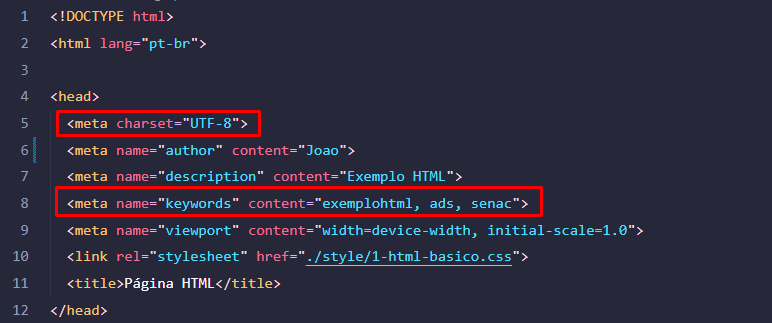 1 <!DOCTYPE html>
2 <html lang="pt-br">
3
4 <head>
5 <meta charset="UTF-8">
6 <meta name="author" content="Joao">
7 <meta name="description" content="Exemplo HTML">
8 <meta name="keywords" content="exemplohtml, ads, senac">
9 <meta name="viewport" content="width=device-width, initial-scale=1.0">
10 <link rel="stylesheet" href="./style/1-html-basico.css">
11 <title>Página HTML</title>
12 </head>